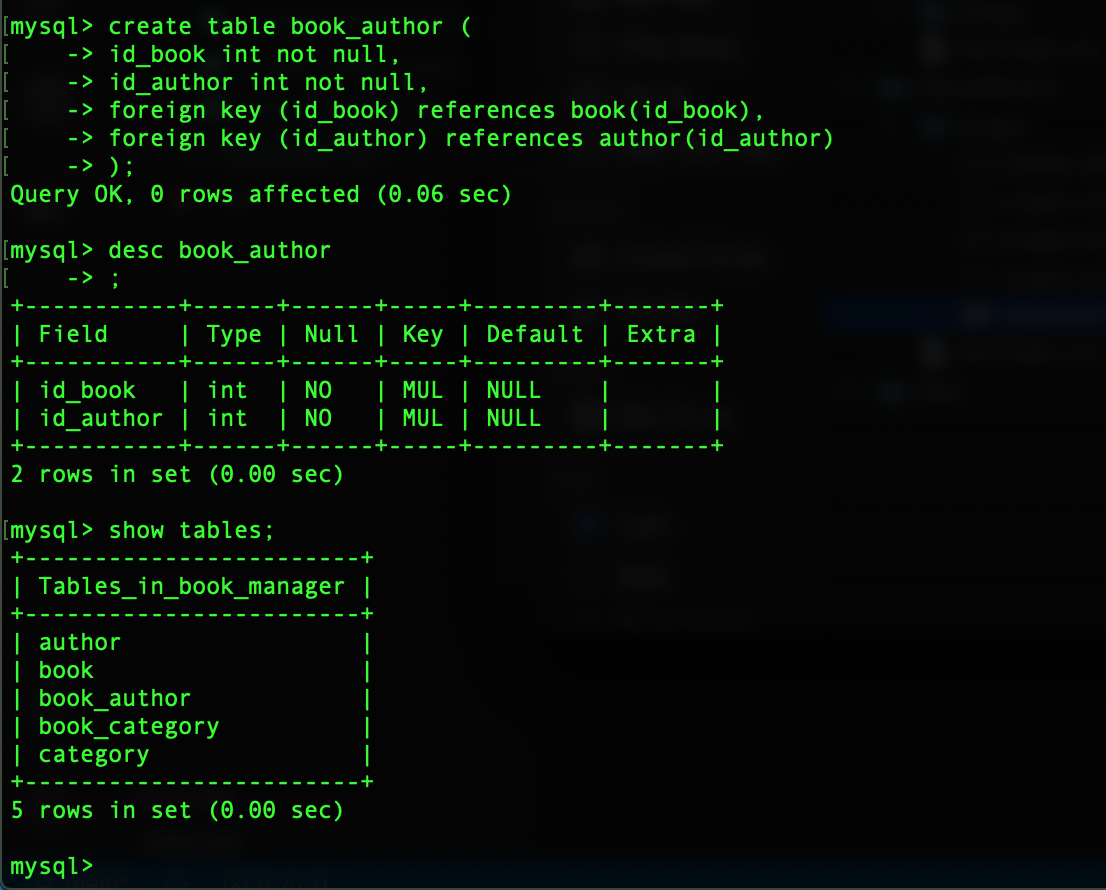 [mysql> create table book_author (
[    -> id_book int not null,
[    -> id_author int not null,
[    -> foreign key (id_book) references book(id_book),
[    -> foreign key (id_author) references author(id_author)
[    -> );
Query OK, 0 rows affected (0.06 sec)

[mysql> desc book_author
[    -> ;
+-----------+------+------+-----+---------+-------+
| Field     | Type | Null | Key | Default | Extra |
+-----------+------+------+-----+---------+-------+
| id_book   | int  | NO   | MUL | NULL    |       |
| id_author | int  | NO   | MUL | NULL    |       |
+-----------+------+------+-----+---------+-------+
2 rows in set (0.00 sec)

[mysql> show tables;
+------------------------+
| Tables_in_book_manager |
+------------------------+
| author                 |
| book                   |
| book_author            |
| book_category          |
| category               |
+------------------------+
5 rows in set (0.00 sec)

mysql>